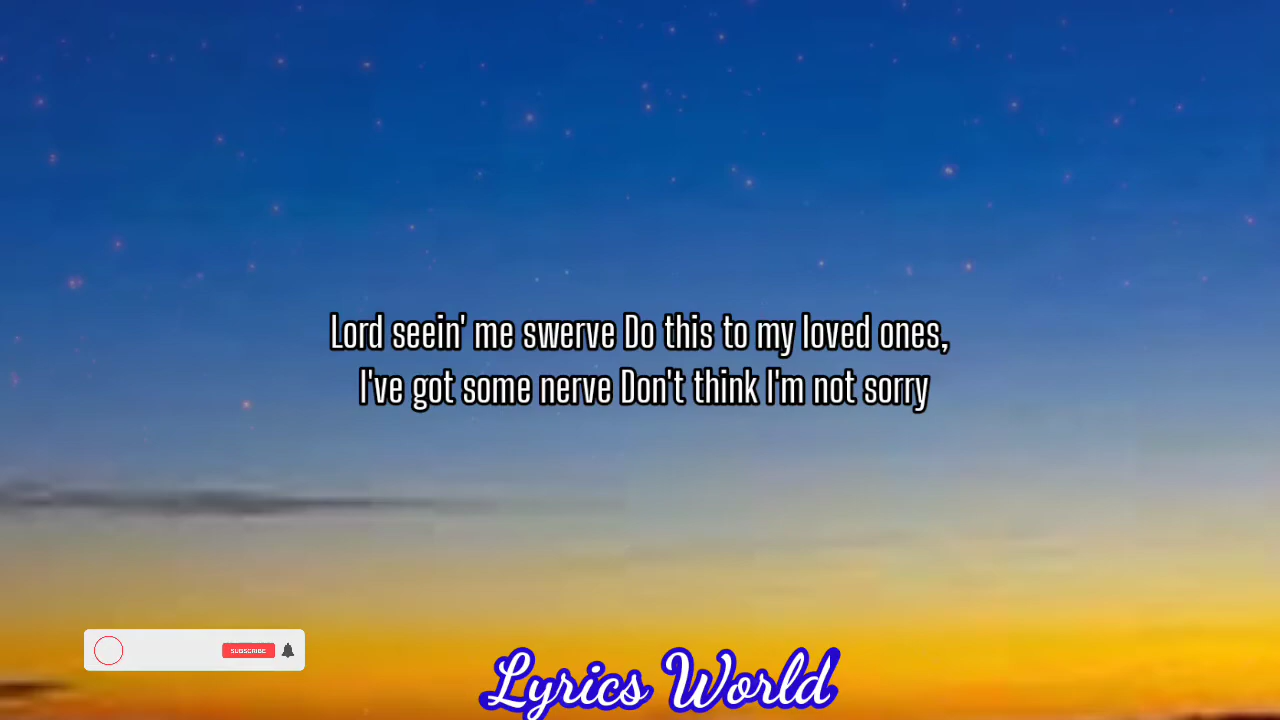 Lord seein' me swerve Do this to my loved ones,
I've got some nerve Don't think I'm not sorry
SUBSCRIBE
Lyrics World